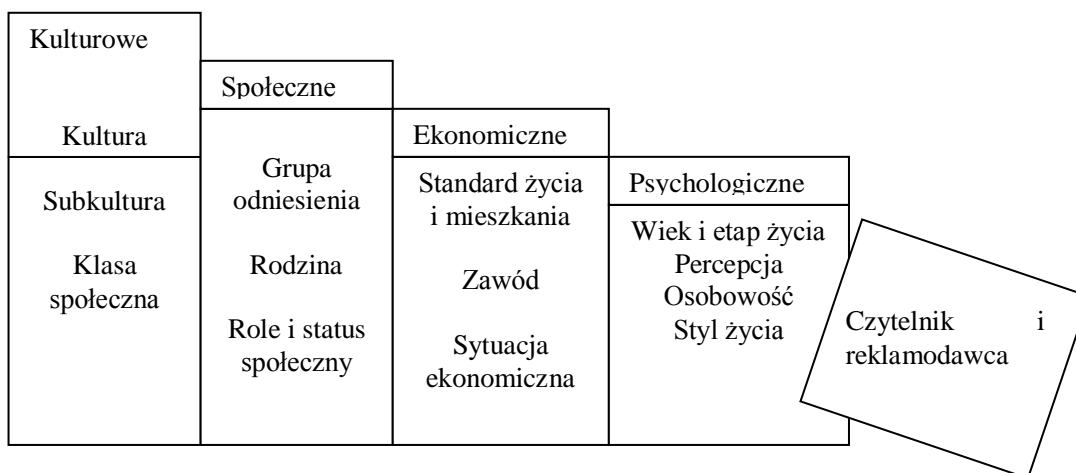 Kulturowe
Kultura
Subkultura
Klasa
społeczna
Społeczne
Grupa
odniesienia
Rodzina
Role i status
społeczny
Ekonomiczne
Standard życia
i mieszkania
Zawód
Sytuacja
ekonomiczna
Psychologiczne
Wiek i etap życia
Percepcja
Osobowość
Styl życia
Czytelnik i
reklamodawca